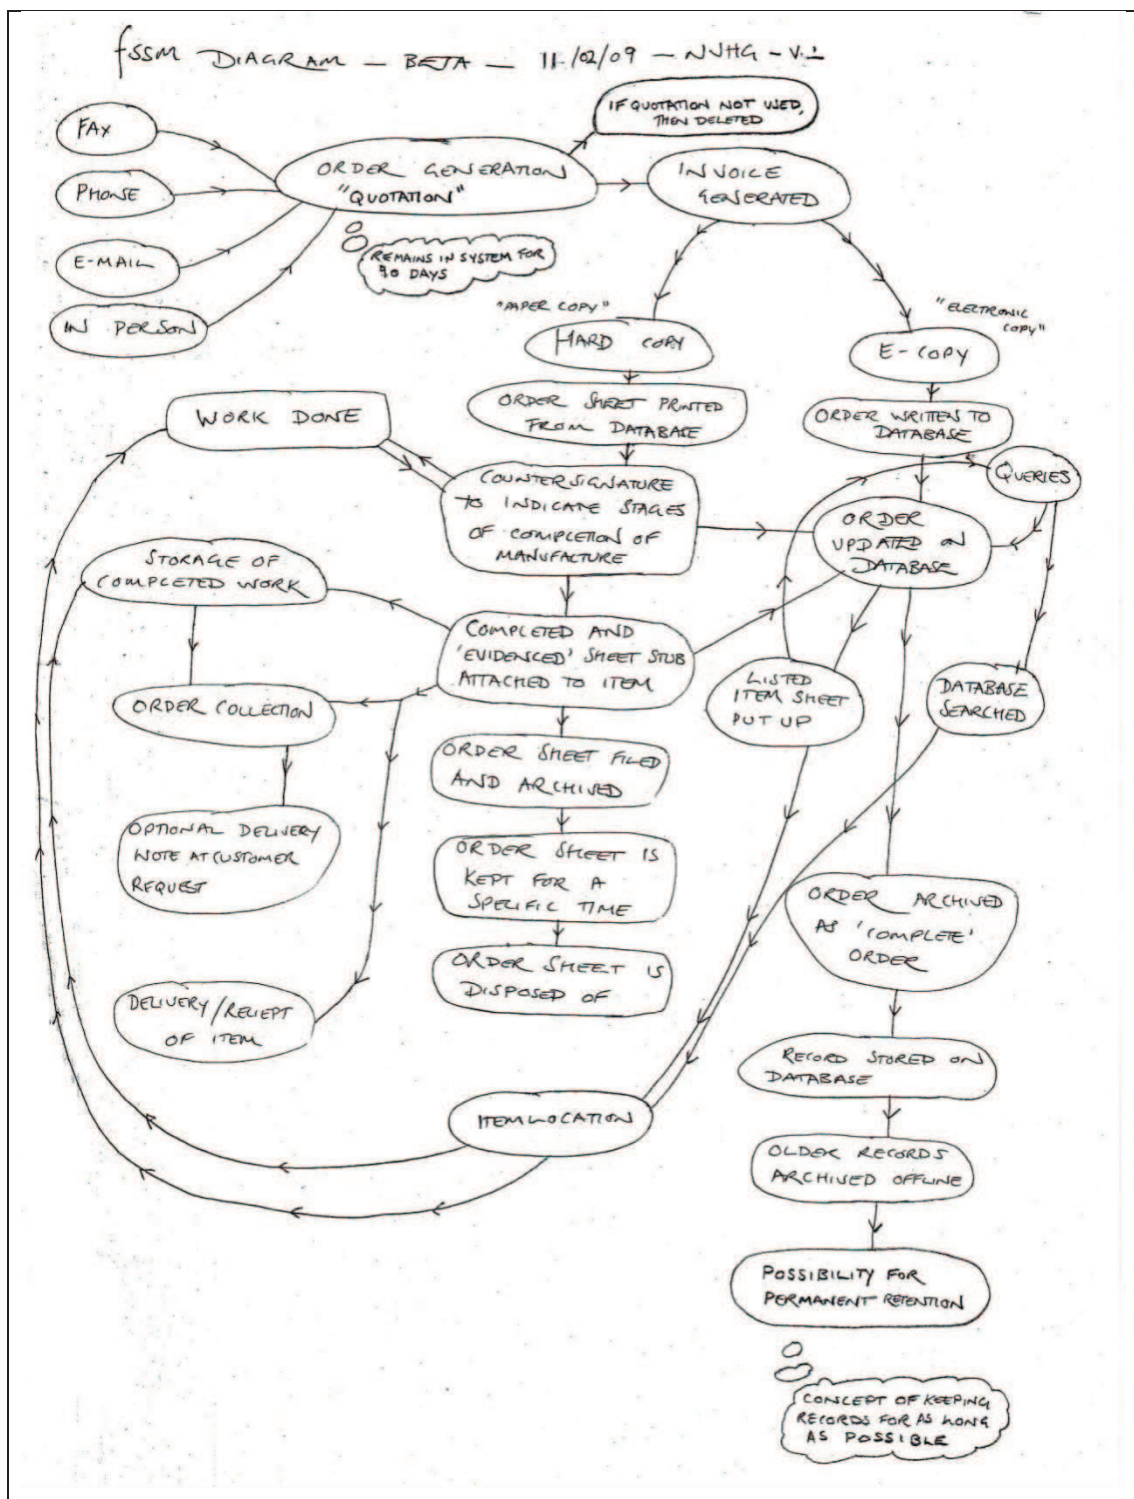 fSSM DIAGRAM – BETA – 11/02/09 – NVHG – V.1
IF QUOTATION NOT USED,
THEN DELETED
FAX
ORDER GENERATION
"QUOTATION"
INVOICE
GENERATED
PHONE
E-MAIL
REMAINS IN SYSTEM FOR
90 DAYS
IN PERSON
"PAPER COPY"
HARD COPY
"ELECTRONIC
COPY"
E-COPY
WORK DONE
ORDER SHEET PRINTED
FROM DATABASE
ORDER WRITTEN TO
DATABASE
QUERIES
COUNTERSIGNATURE
TO INDICATE STAGES
OF COMPLETION OF
MANUFACTURE
ORDER
UPDATED ON
DATABASE
STORAGE OF
COMPLETED WORK
COMPLETED AND
'EVIDENCED' SHEET STUB
ATTACHED TO ITEM
LISTED
ITEM SHEET
PUT UP
DATABASE
SEARCHED
ORDER COLLECTION
ORDER SHEET FILED
AND ARCHIVED
OPTIONAL DELIVERY
NOTE AT CUSTOMER
REQUEST
ORDER SHEET IS
KEPT FOR A
SPECIFIC TIME
ORDER ARCHIVED
AS 'COMPLETE'
ORDER
ORDER SHEET IS
DISPOSED OF
DELIVERY/RECIEPT
OF ITEM
RECORD STORED ON
DATABASE
ITEM LOCATION
OLDER RECORDS
ARCHIVED OFFLINE
POSSIBILITY FOR
PERMANENT RETENTION
CONCEPT OF KEEPING
RECORDS FOR AS LONG
AS POSSIBLE